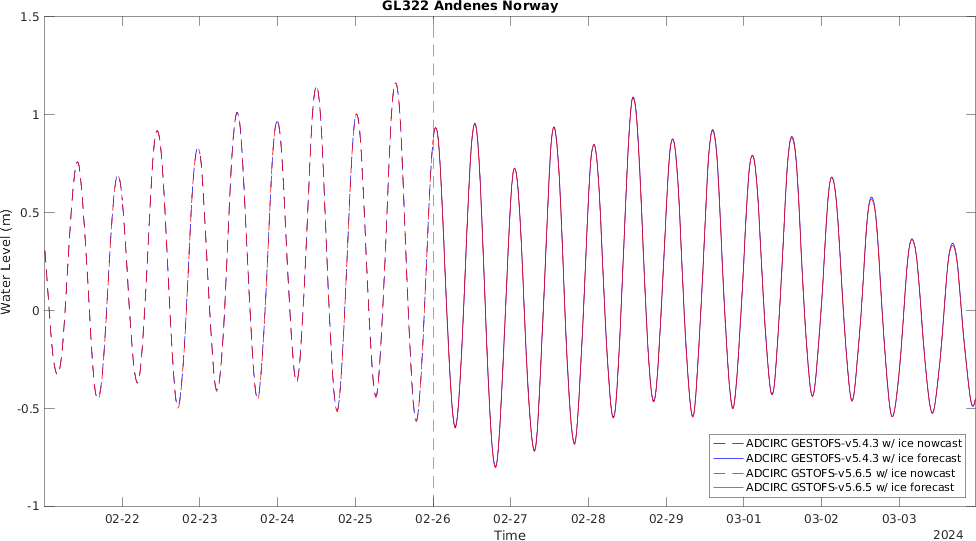 GL322 Andenes Norway
1.5
1
0.5
0
-0.5
-1
Water Level (m)
02-22 02-23 02-24 02-25 02-26 02-27 02-28 02-29 03-01 03-02 03-03
Time
2024
ADCIRC GESTOFS-v5.4.3 w/ ice nowcast
ADCIRC GESTOFS-v5.4.3 w/ ice forecast
ADCIRC GSTOFS-v5.6.5 w/ ice nowcast
ADCIRC GSTOFS-v5.6.5 w/ ice forecast